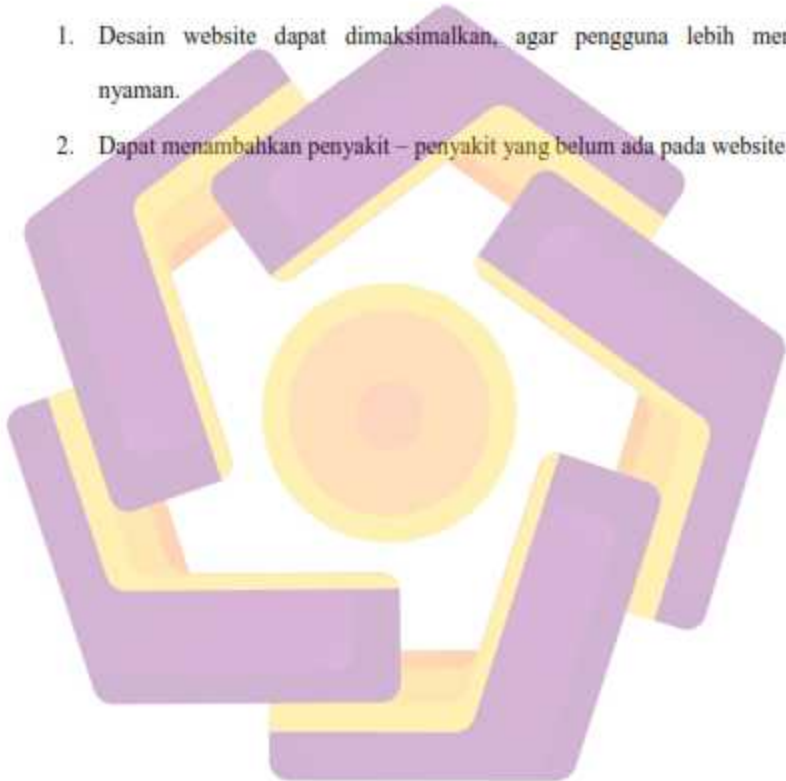 1. Desain website dapat dimaksimalkan, agar pengguna lebih
nyaman.
2. Dapat menambahkan penyakit – penyakit yang belum ada pada website